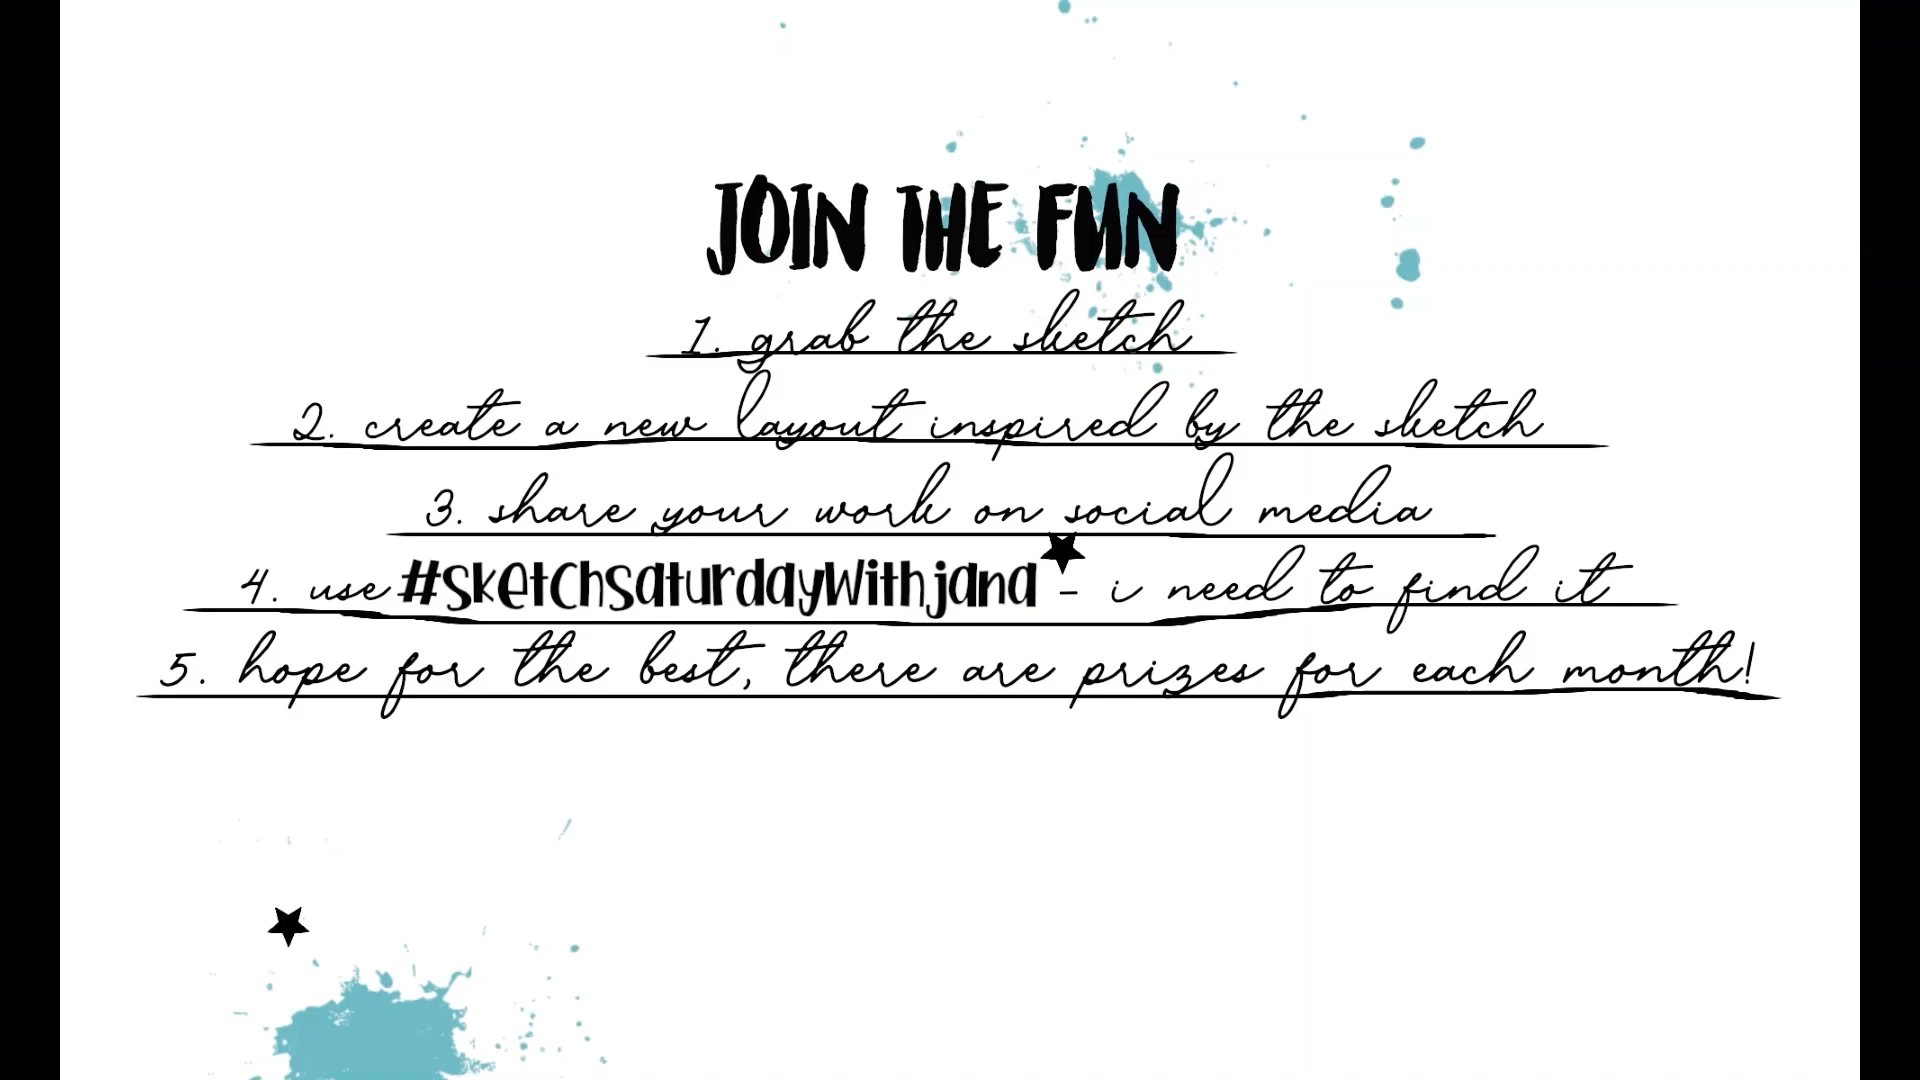 JOIN THE FUN
1. grab the sketch
2. create a new layout inspired by the sketch
3. share your work on social media
4. use #sketchsaturdaywithjana - i need to find it
5. hope for the best, there are prizes for each month!